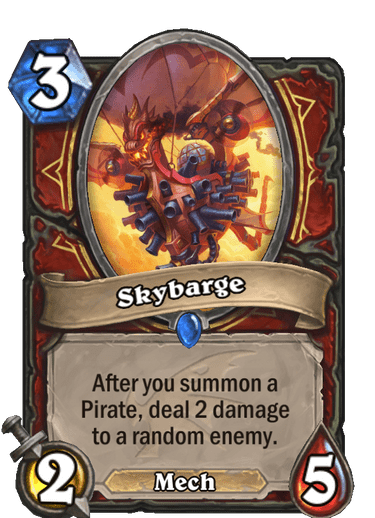 3
Skybarge
After you summon a
Pirate, deal 2 damage
to a random enemy.
2
Mech
5